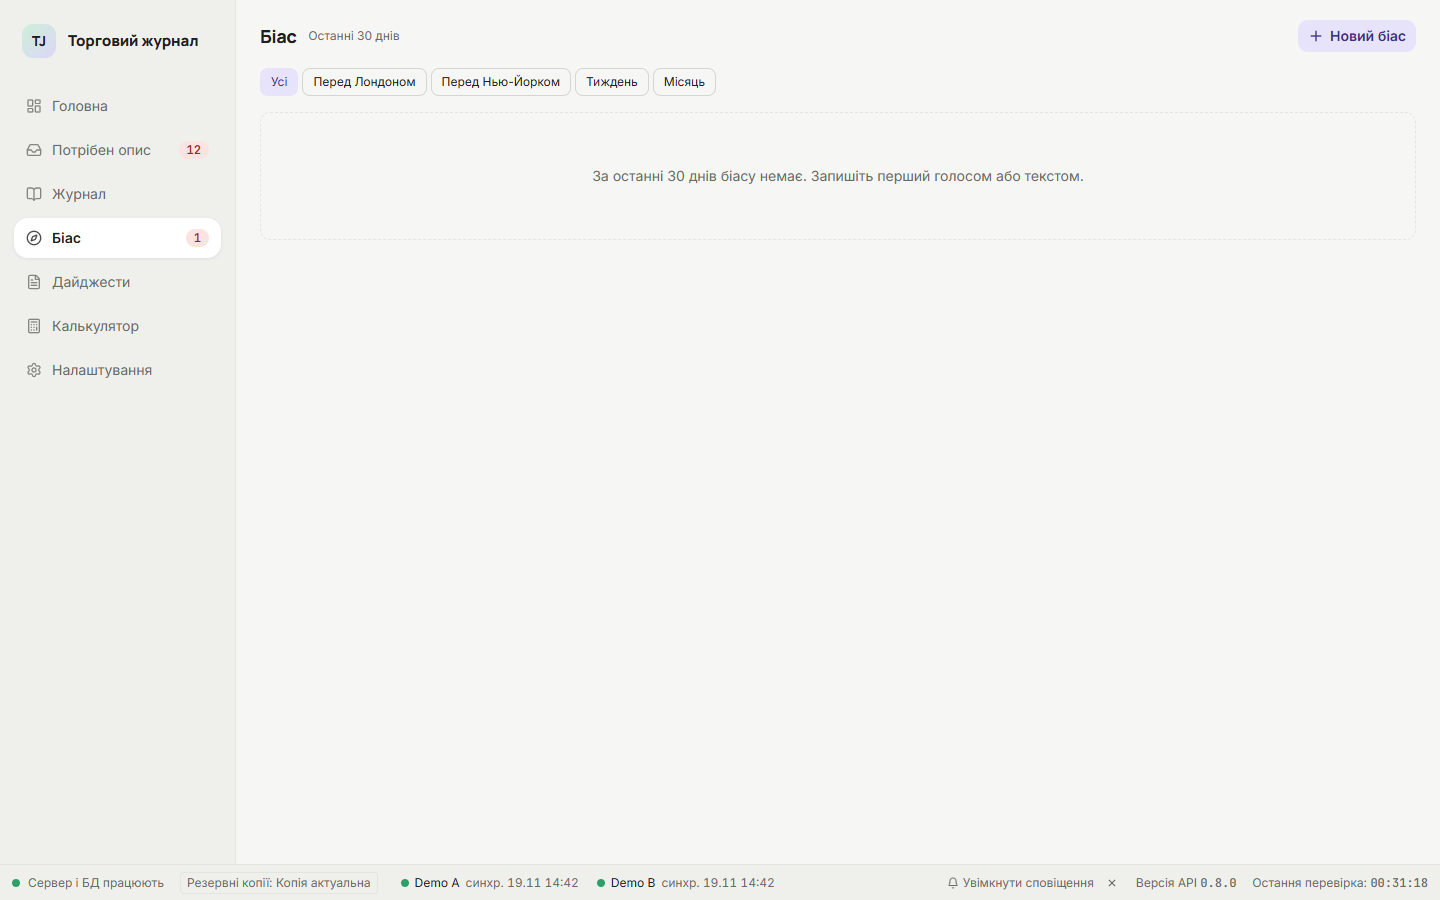 TJ Торговий журнал
Головна
Потрібен опис 12
Журнал
Біас 1
Дайджести
Калькулятор
Налаштування
Біас Останні 30 днів
+ Новий біас
Усі Перед Лондоном Перед Нью-Йорком Тиждень Місяць
За останні 30 днів біасу немає. Запишіть перший голосом або текстом.
Сервер і БД працюють Резервні копії: Копія актуальна Demo A синхр. 19.11 14:42 Demo B синхр. 19.11 14:42 Увімкнути сповіщення × Версія API 0.8.0 Остання перевірка: 00:31:18